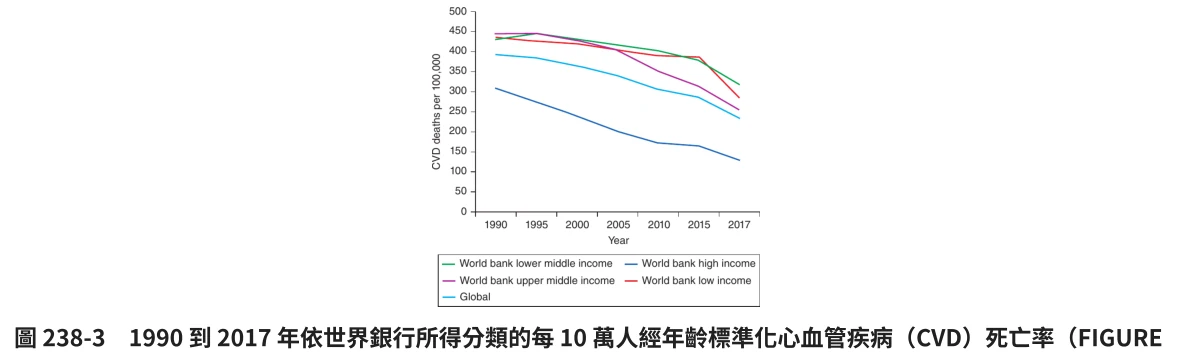 500
450
400
350
300
250
200
150
100
50
0
CVD deaths per 100,000
1990 1995 2000 2005 2010 2015 2017
Year
World bank lower middle income World bank high income
World bank upper middle income World bank low income
Global
圖 238-3 1990 到 2017 年依世界銀行所得分類的每 10 萬人經年齡標準化心血管疾病（CVD）死亡率（FIGURE